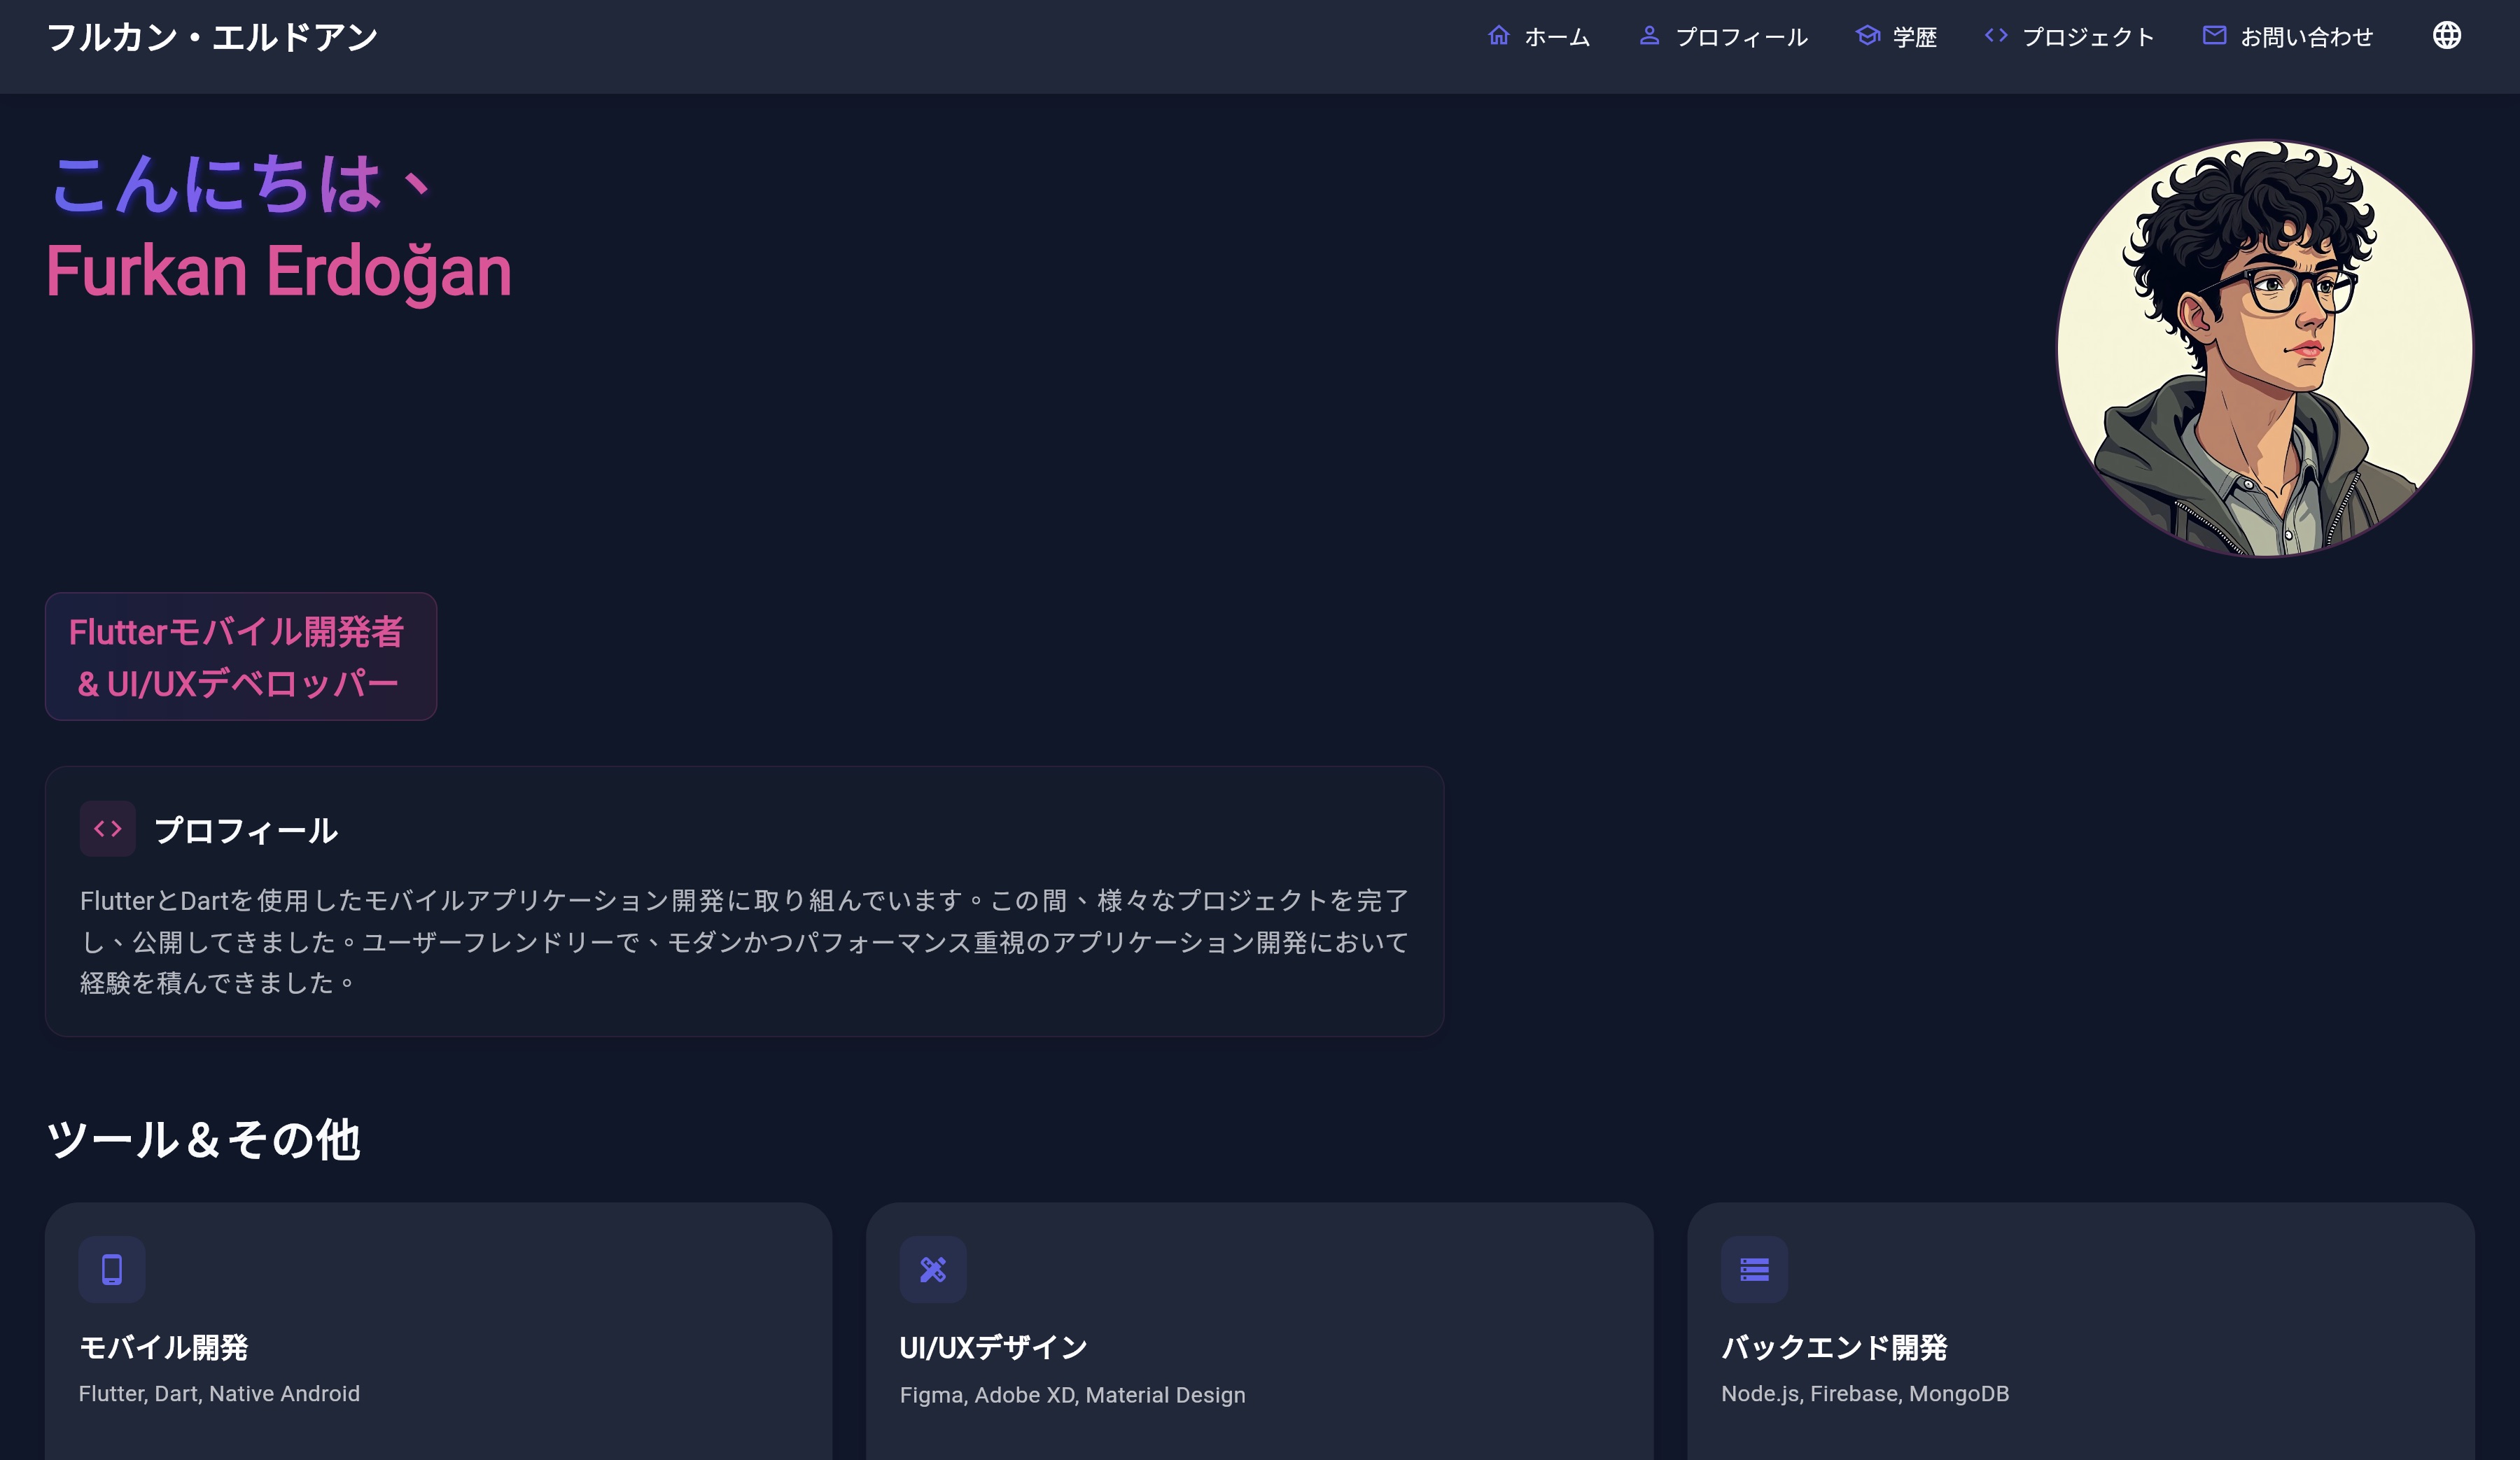 フルカン・エルドアン
ホーム
プロフィール
学歴
プロジェクト
お問い合わせ
こんにちは、
Furkan Erdoğan
Flutterモバイル開発者
& UI/UXデベロッパー
プロフィール
FlutterとDartを使用したモバイルアプリケーション開発に取り組んでいます。この間、様々なプロジェクトを完了
し、公開してきました。ユーザーフレンドリーで、モダンかつパフォーマンス重視のアプリケーション開発において
経験を積んできました。
ツール＆その他
モバイル開発
Flutter, Dart, Native Android
UI/UXデザイン
Figma, Adobe XD, Material Design
バックエンド開発
Node.js, Firebase, MongoDB